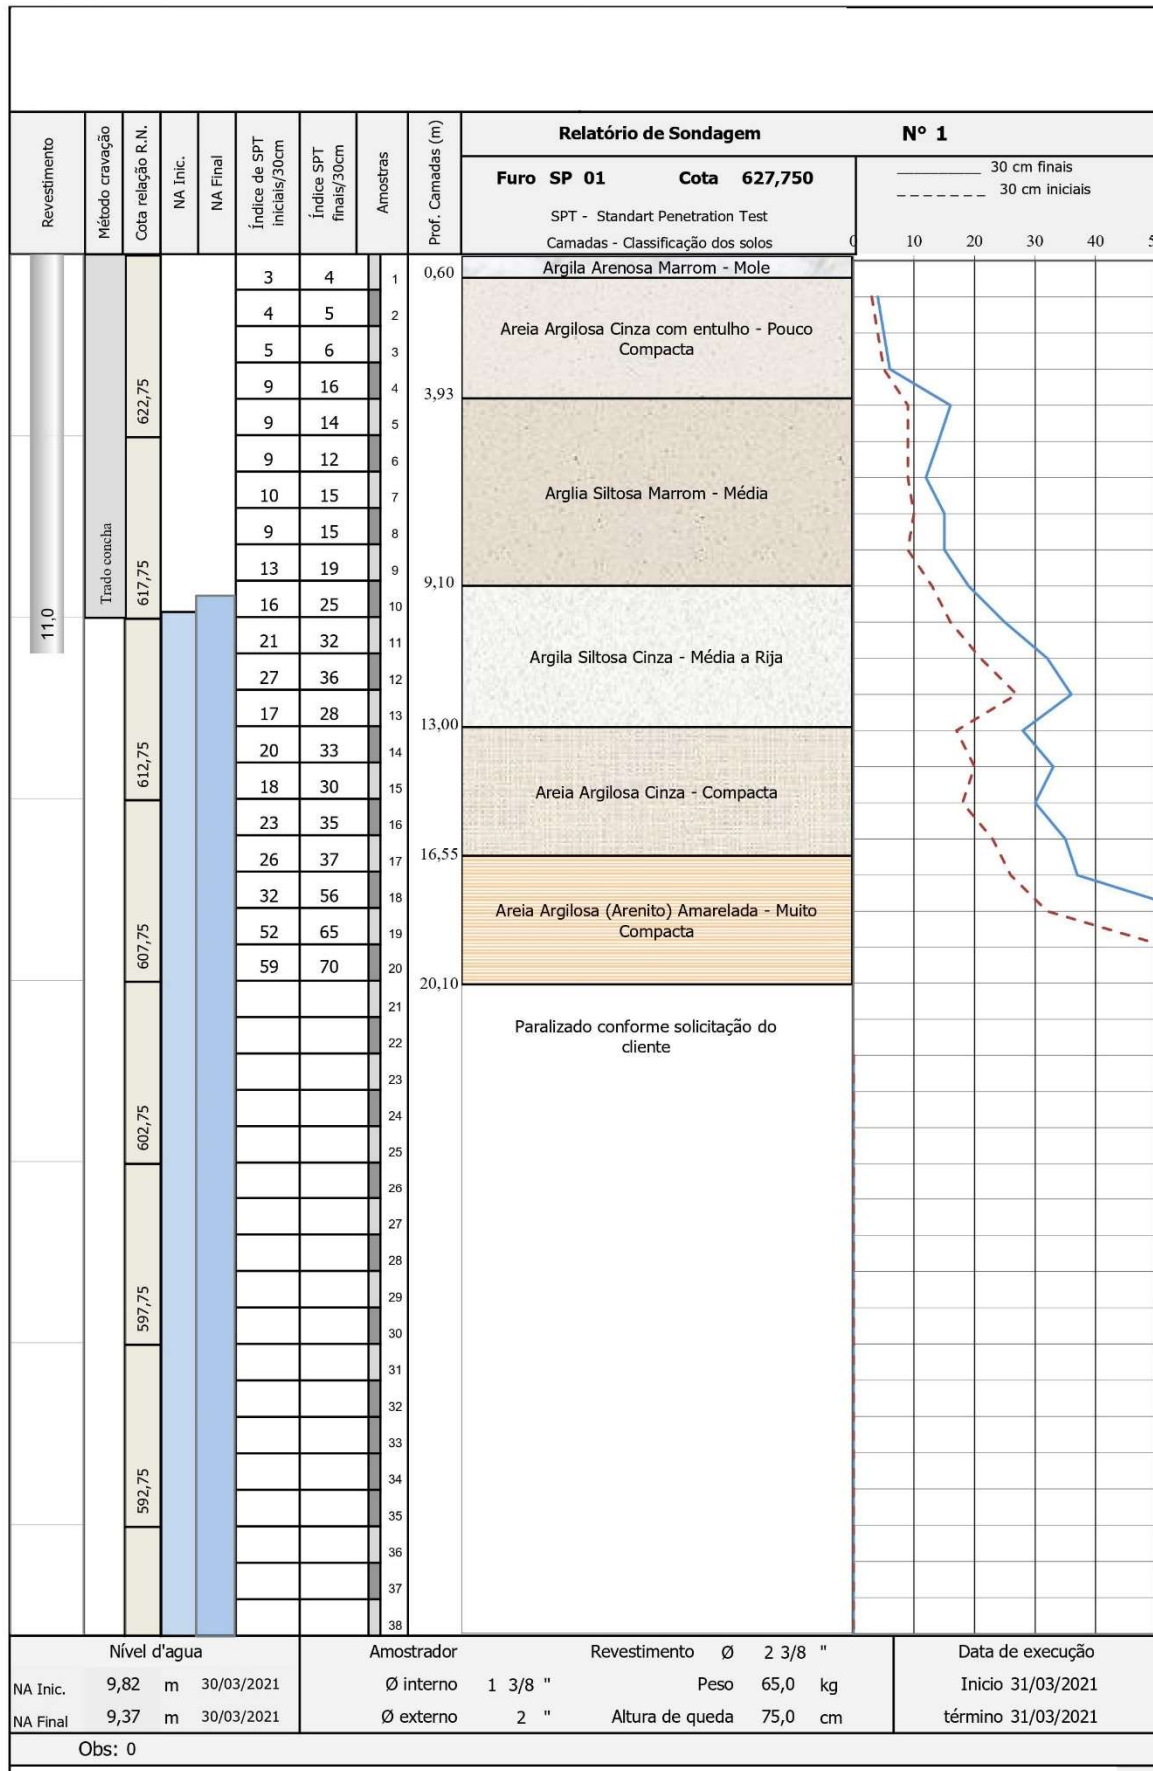 Revestimento
Método cravação
Cota relação R.N.
NA Inic.
NA Final
Índice de SPT
iniciais/30cm
Índice SPT
finais/30cm
Amostras
Prof. Camadas (m)
Relatório de Sondagem Nº 1
Furo SP 01 Cota 627,750
SPT - Standart Penetration Test
Camadas - Classificação dos solos
30 cm finais
30 cm iniciais
0 10 20 30 40 5
3 4 1 0,60 Argila Arenosa Marrom - Mole
4 5 2
Areia Argilosa Cinza com entulho - Pouco
Compacta
5 6 3
9 16 4 3,93
622,75
9 14 5
9 12 6
10 15 7 Arglia Siltosa Marrom - Média
9 15 8
Trado concha
13 19 9 9,10
617,75
16 25 10
11,0
21 32 11
Argila Siltosa Cinza - Média a Rija
27 36 12
17 28 13 13,00
20 33 14
612,75
18 30 15 Areia Argilosa Cinza - Compacta
23 35 16
26 37 17 16,55
32 56 18
Areia Argilosa (Arenito) Amarelada - Muito
Compacta
52 65 19
607,75
59 70 20 20,10
21
Paralizado conforme solicitação do
cliente
22
23
24
602,75
25
26
27
28
29
597,75
30
31
32
33
34
592,75
35
36
37
38
Nível d'agua
NA Inic. 9,82 m 30/03/2021
NA Final 9,37 m 30/03/2021
Amostrador Revestimento Ø 2 3/8 "
Ø interno 1 3/8 " Peso 65,0 kg
Ø externo 2 " Altura de queda 75,0 cm
Data de execução
Inicio 31/03/2021
término 31/03/2021
Obs: 0